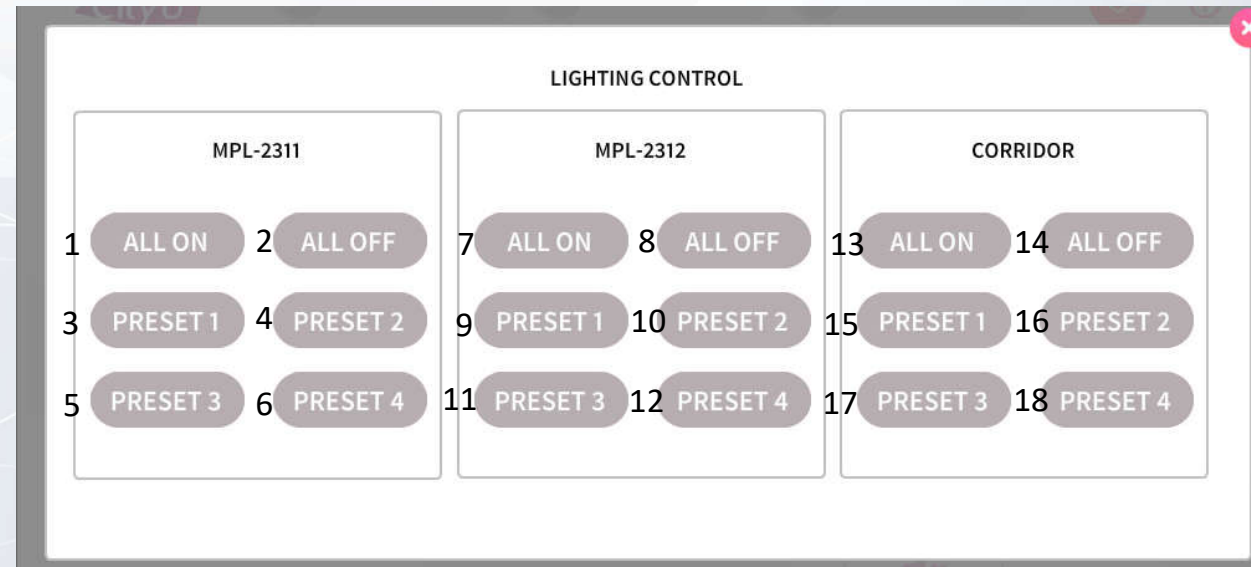 CityU
LIGHTING CONTROL
MPL-2311
1 ALL ON 2 ALL OFF
3 PRESET 1 4 PRESET 2
5 PRESET 3 6 PRESET 4
MPL-2312
7 ALL ON 8 ALL OFF
9 PRESET 1 10 PRESET 2
11 PRESET 3 12 PRESET 4
CORRIDOR
13 ALL ON 14 ALL OFF
15 PRESET 1 16 PRESET 2
17 PRESET 3 18 PRESET 4